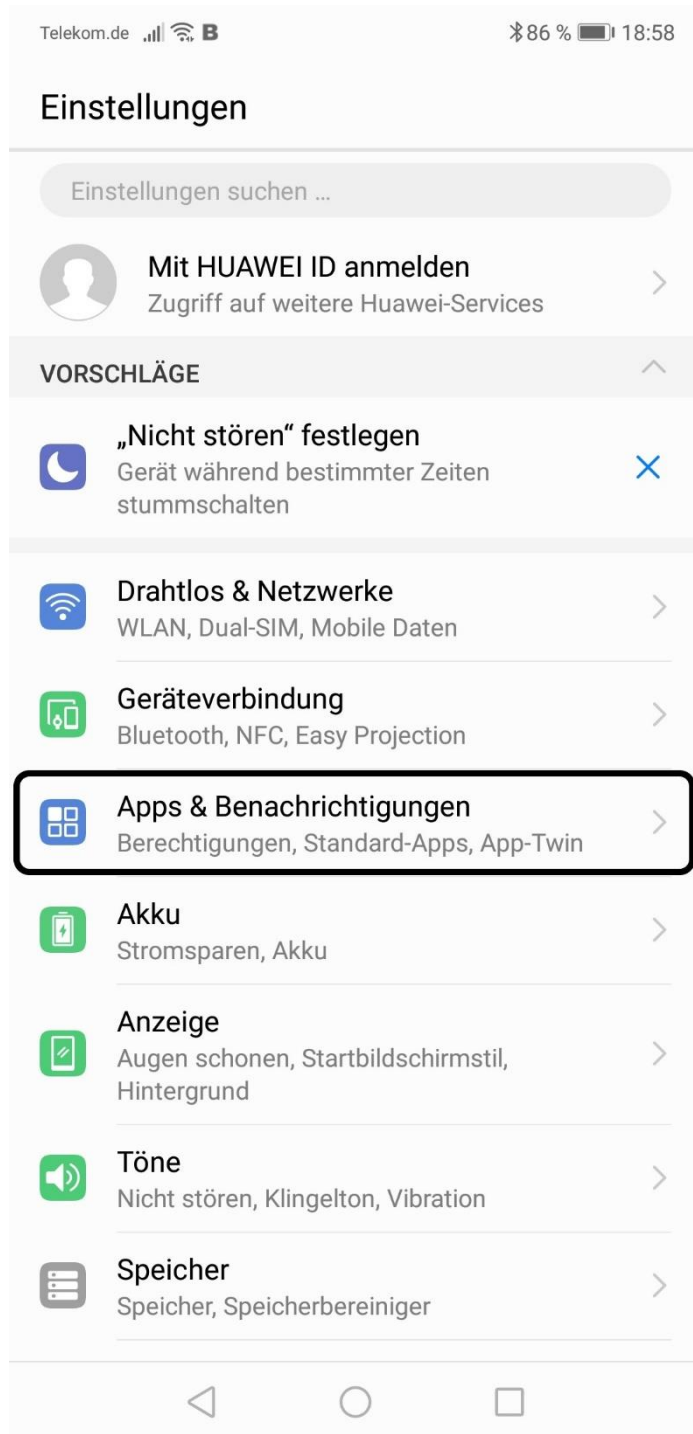 Telekom.de B 86 % 18:58
Einstellungen
Einstellungen suchen ...
Mit HUAWEI ID anmelden
Zugriff auf weitere Huawei-Services
VORSCHLÄGE
„Nicht stören“ festlegen
Gerät während bestimmter Zeiten
stummschalten
Drahtlos & Netzwerke
WLAN, Dual-SIM, Mobile Daten
Geräteverbindung
Bluetooth, NFC, Easy Projection
Apps & Benachrichtigungen
Berechtigungen, Standard-Apps, App-Twin
Akku
Stromsparen, Akku
Anzeige
Augen schonen, Startbildschirmstil,
Hintergrund
Töne
Nicht stören, Klingelton, Vibration
Speicher
Speicher, Speicherbereiniger